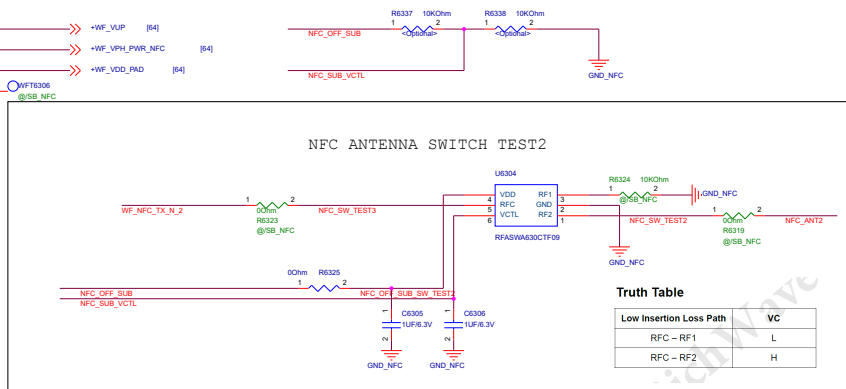 R6337 10KOhm
R6338 10KOhm
1 2
1 2
+WF_VUP [64]
NFC_OFF_SUB
<Optional>
<Optional>
+WF_VPH_PWR_NFC [64]
+WF_VDD_PAD [64]
NFC_SUB_VCTL
GND_NFC
WFT6306
@/SB_NFC
NFC ANTENNA SWITCH TEST2
U6304
R6324 10KOhm
1 2
@/SB_NFC
GND_NFC
VDD RF1
RFC GND
VCTL RF2
4 3
5 2
6 1
RFASWA630CTF09
WF_NFC_TX_N_2
1 2
0Ohm
R6323
@/SB_NFC
NFC_SW_TEST3
NFC_SW_TEST2
1 2
0Ohm
R6319
@/SB_NFC
NFC_ANT2
GND_NFC
0Ohm R6325
1 2
NFC_OFF_SUB
NFC_OFF_SUB_SW_TEST2
NFC_SUB_VCTL
1
C6305
1UF/6.3V
2
GND_NFC
1
C6306
1UF/6.3V
2
GND_NFC
Truth Table
Low Insertion Loss Path VC
RFC – RF1 L
RFC – RF2 H